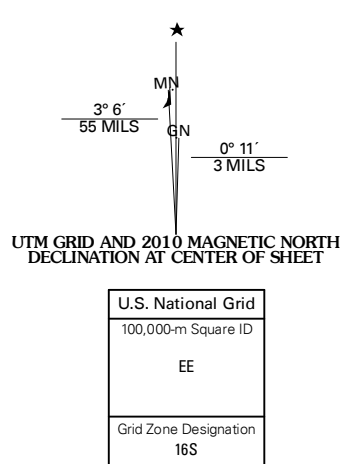 ★
MN
3° 6´
55 MILS
GN
0° 11´
3 MILS
UTM GRID AND 2010 MAGNETIC NORTH
DECLINATION AT CENTER OF SHEET
U.S. National Grid
100,000-m Square ID
EE
Grid Zone Designation
16S